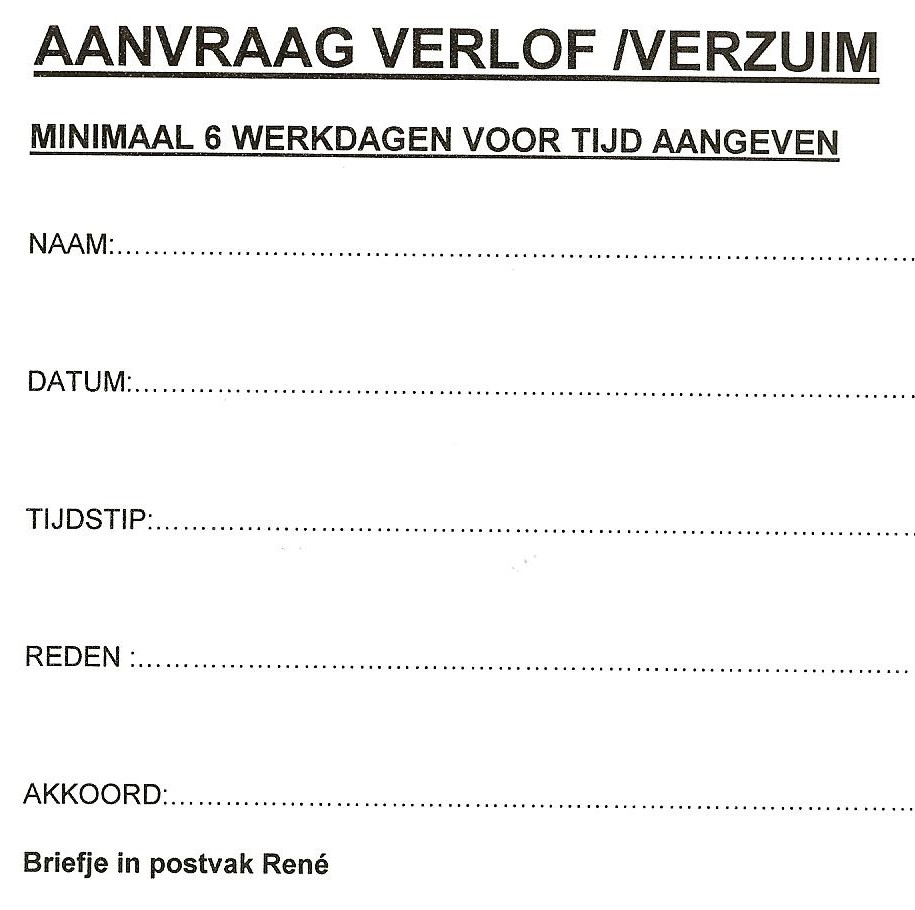 AANVRAAG VERLOF /VERZUIM
MINIMAAL 6 WERKDAGEN VOOR TIJD AANGEVEN
NAAM:................................................................................
DATUM:................................................................................
TIJDSTIP:................................................................................
REDEN :................................................................................
AKKOORD:................................................................................
Briefje in postvak René